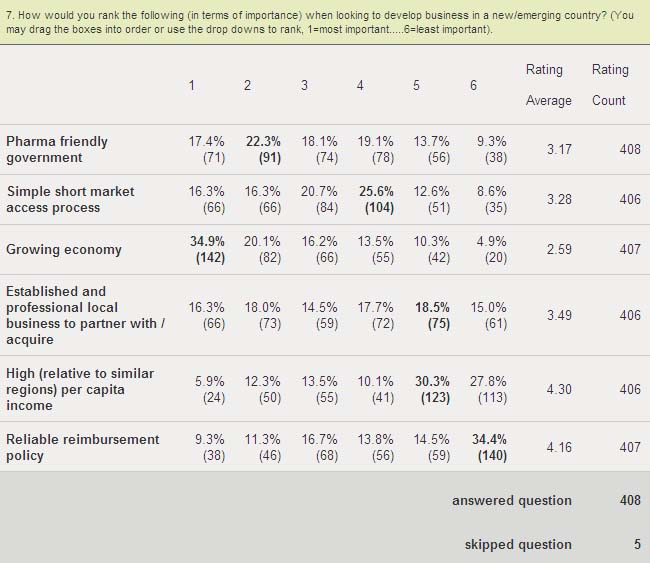 7. How would you rank the following (in terms of importance) when looking to develop business in a new/emerging country? (You
may drag the boxes into order or use the drop downs to rank, 1=most important.....6=least important).
1 2 3 4 5 6 Rating Average Rating Count
Pharma friendly government 17.4% (71) 22.3% (91) 18.1% (74) 19.1% (78) 13.7% (56) 9.3% (38) 3.17 408
Simple short market access process 16.3% (66) 16.3% (66) 20.7% (84) 25.6% (104) 12.6% (51) 8.6% (35) 3.28 406
Growing economy 34.9% (142) 20.1% (82) 16.2% (66) 13.5% (55) 10.3% (42) 4.9% (20) 2.59 407
Established and professional local business to partner with / acquire 16.3% (66) 18.0% (73) 14.5% (59) 17.7% (72) 18.5% (75) 15.0% (61) 3.49 406
High (relative to similar regions) per capita income 5.9% (24) 12.3% (50) 13.5% (55) 10.1% (41) 30.3% (123) 27.8% (113) 4.30 406
Reliable reimbursement policy 9.3% (38) 11.3% (46) 16.7% (68) 13.8% (56) 14.5% (59) 34.4% (140) 4.16 407
answered question 408
skipped question 5